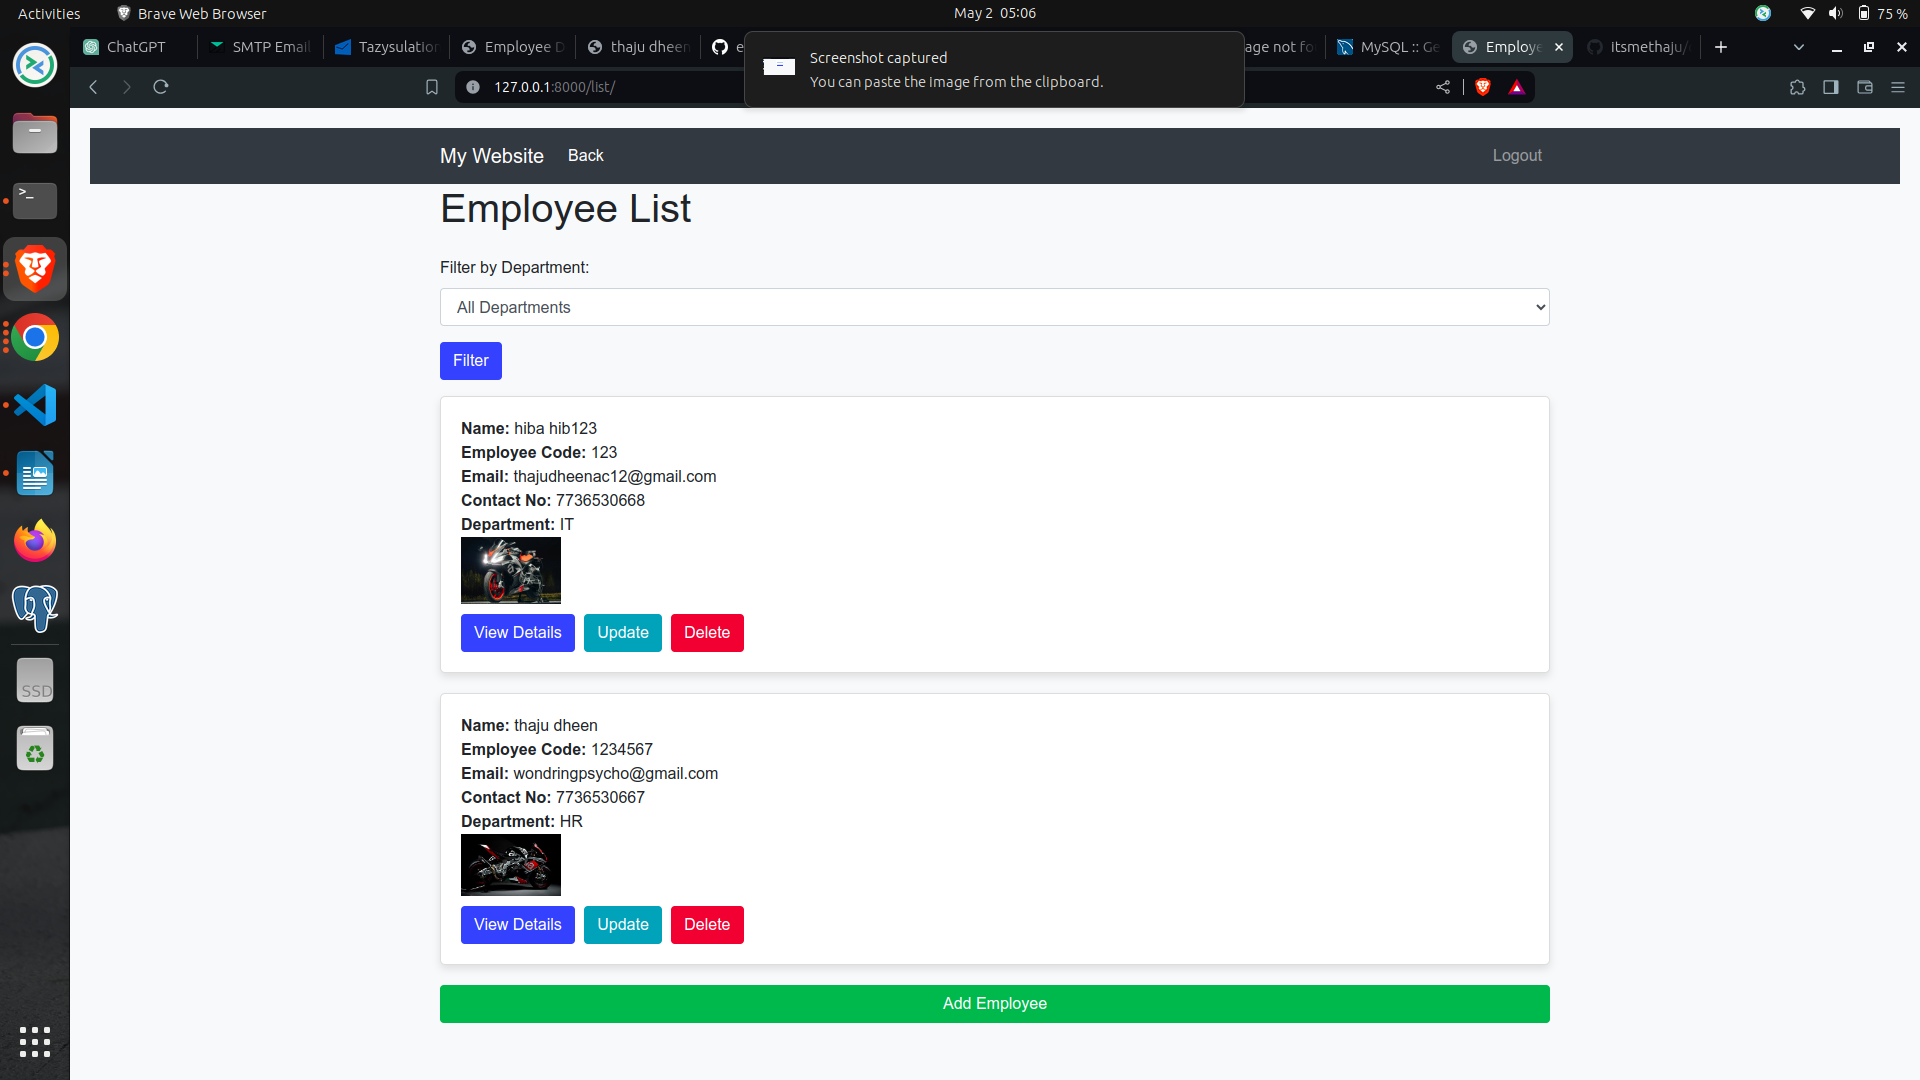 Activities Brave Web Browser May 2 05:06 75 %
ChatGPT SMTP Email Tazysulation Employee D thaju dheen e age not fo MySQL :: Ge Employe itsmethaju/
Screenshot captured
You can paste the image from the clipboard.
127.0.0.1:8000/list/
My Website Back Logout
Employee List
Filter by Department:
All Departments
Filter
Name: hiba hib123
Employee Code: 123
Email: thajudheenac12@gmail.com
Contact No: 7736530668
Department: IT
View Details Update Delete
Name: thaju dheen
Employee Code: 1234567
Email: wondringpsycho@gmail.com
Contact No: 7736530667
Department: HR
View Details Update Delete
Add Employee
SSD